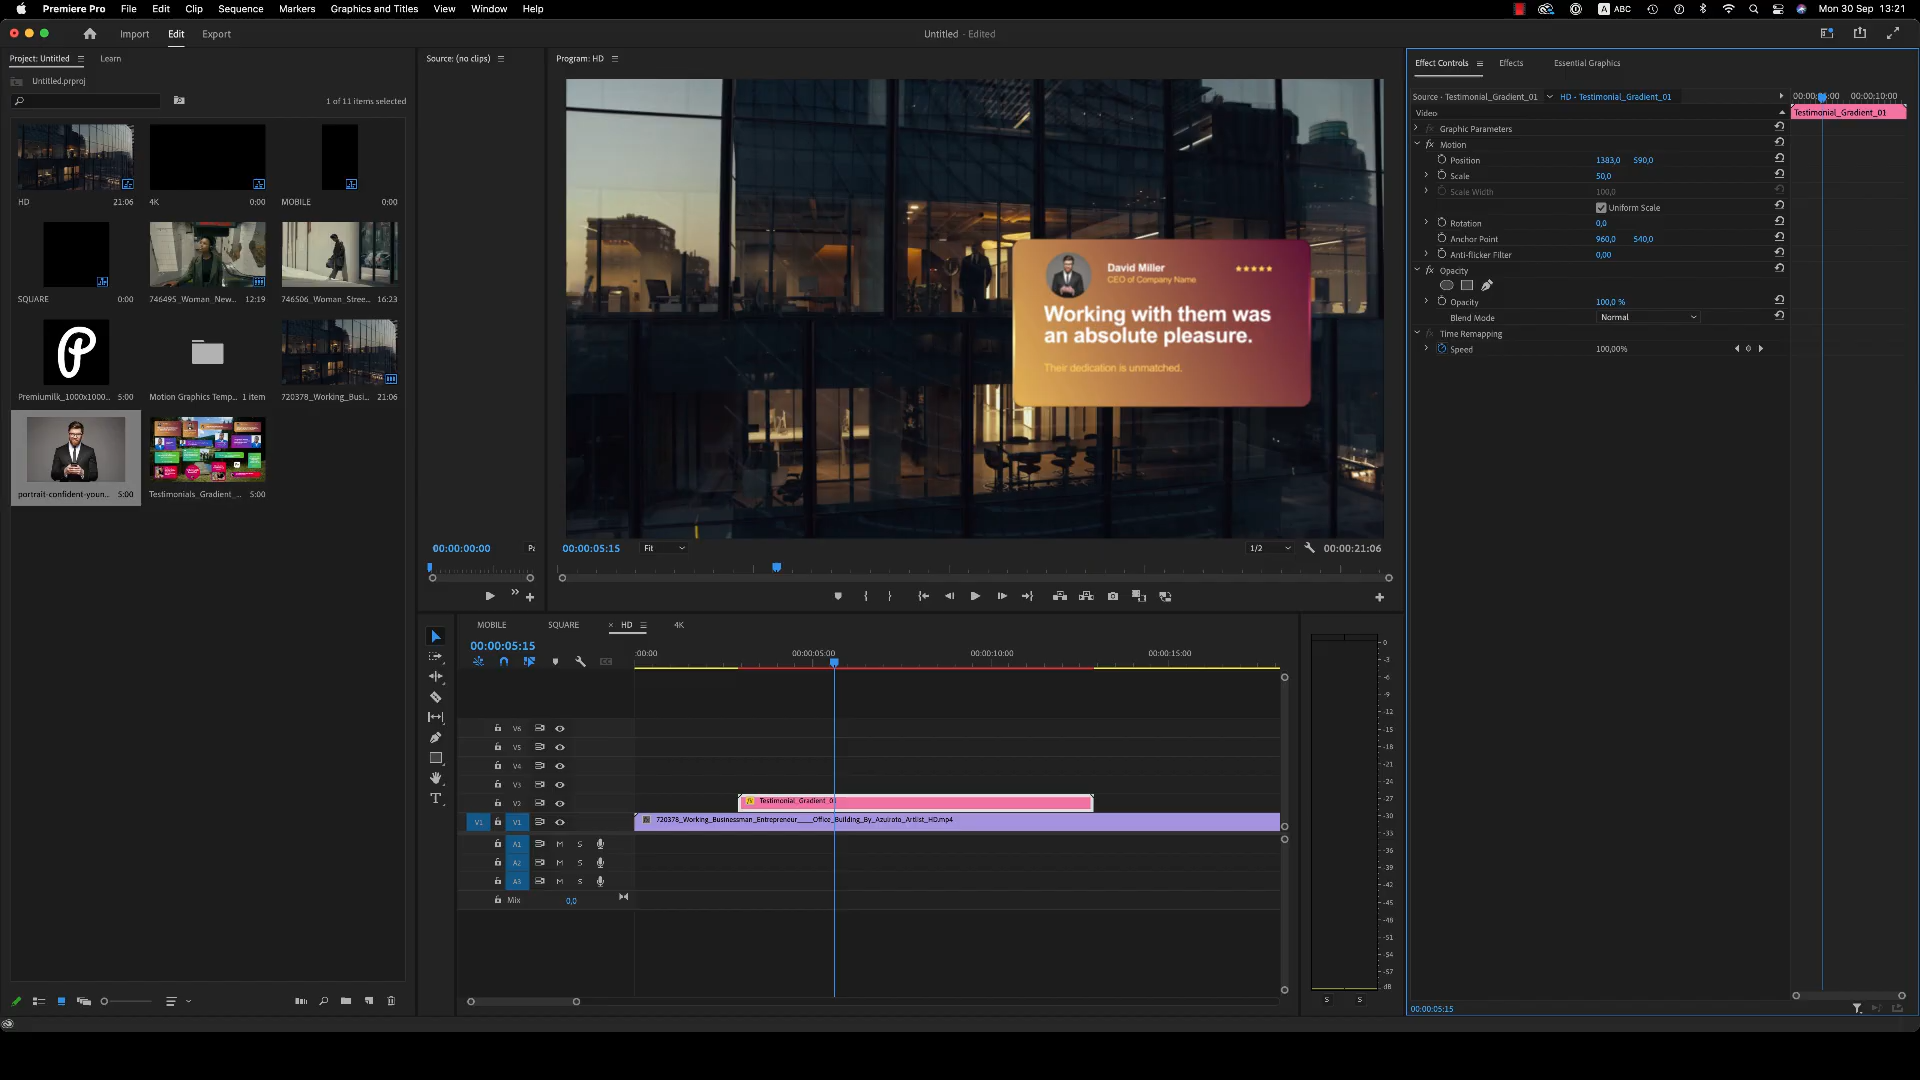 Premiere Pro File Edit Clip Sequence Markers Graphics and Titles View Window Help
A ABC Mon 30 Sep 13:21
Import Edit Export
Untitled - Edited
Project: Untitled Learn
Untitled.prproj
1 of 11 items selected
HD 21:06
4K 0:00
MOBILE 0:00
SQUARE 0:00
746495_Woman_New... 12:19
746506_Woman_Stree... 16:23
Premiumilk_1000x1000... 5:00
Motion Graphics Temp... 1 item
720378_Working_Busi... 21:06
portrait-confident-youn... 5:00
Testimonials_Gradient_... 5:00
Source: (no clips)
00:00:00:00
Program: HD
David Miller
CEO of Company Name
Working with them was
an absolute pleasure.
Their dedication is unmatched.
00:00:05:15 Fit 1/2 00:00:21:06
MOBILE SQUARE × HD 4K
00:00:05:15
:00:00 00:00:05:00 00:00:10:00 00:00:15:00
V6
V5
V4
V3
V2 fx Testimonial_Gradient_01
V1 V1 720378_Working_Businessman_Entrepreneur____Office_Building_By_Azulroto_Artlist_HD.mp4
A1 M S
A2 M S
A3 M S
Mix 0,0
0
-3
-6
-9
-12
-15
-18
-21
-24
-27
-30
-33
-36
-39
-42
-45
-48
-51
-54
-57
dB
S S
Effect Controls Effects Essential Graphics
Source - Testimonial_Gradient_01 HD - Testimonial_Gradient_01
00:00:10:00
Video Testimonial_Gradient_01
fx Graphic Parameters
fx Motion
Position 1383,0 590,0
Scale 50,0
Scale Width 100,0
Uniform Scale
Rotation 0,0
Anchor Point 960,0 540,0
Anti-flicker Filter 0,00
fx Opacity
Opacity 100,0 %
Blend Mode Normal
fx Time Remapping
Speed 100,00%
00:00:05:15